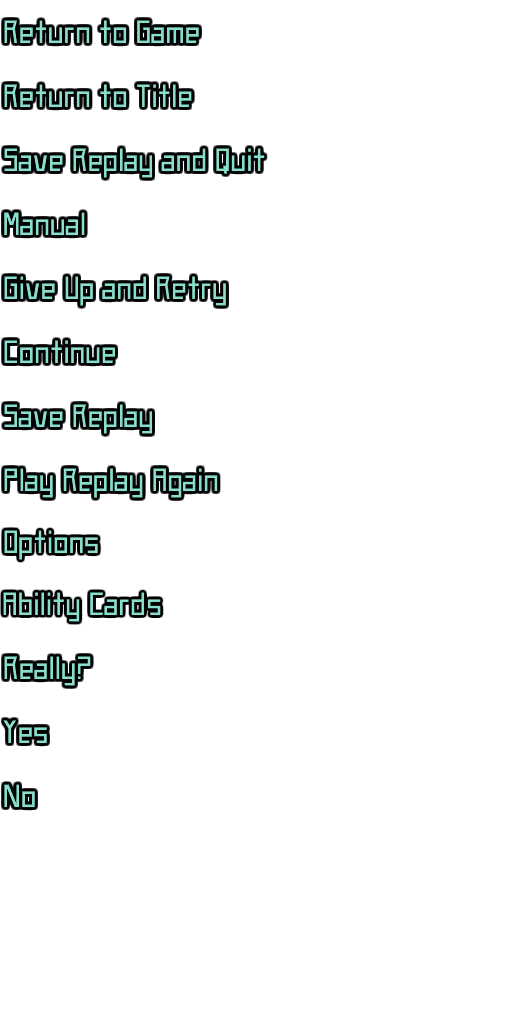 Return to Game
Return to Title
Save Replay and Quit
Manual
Give Up and Retry
Continue
Save Replay
Play Replay Again
Options
Ability Cards
Really?
Yes
No